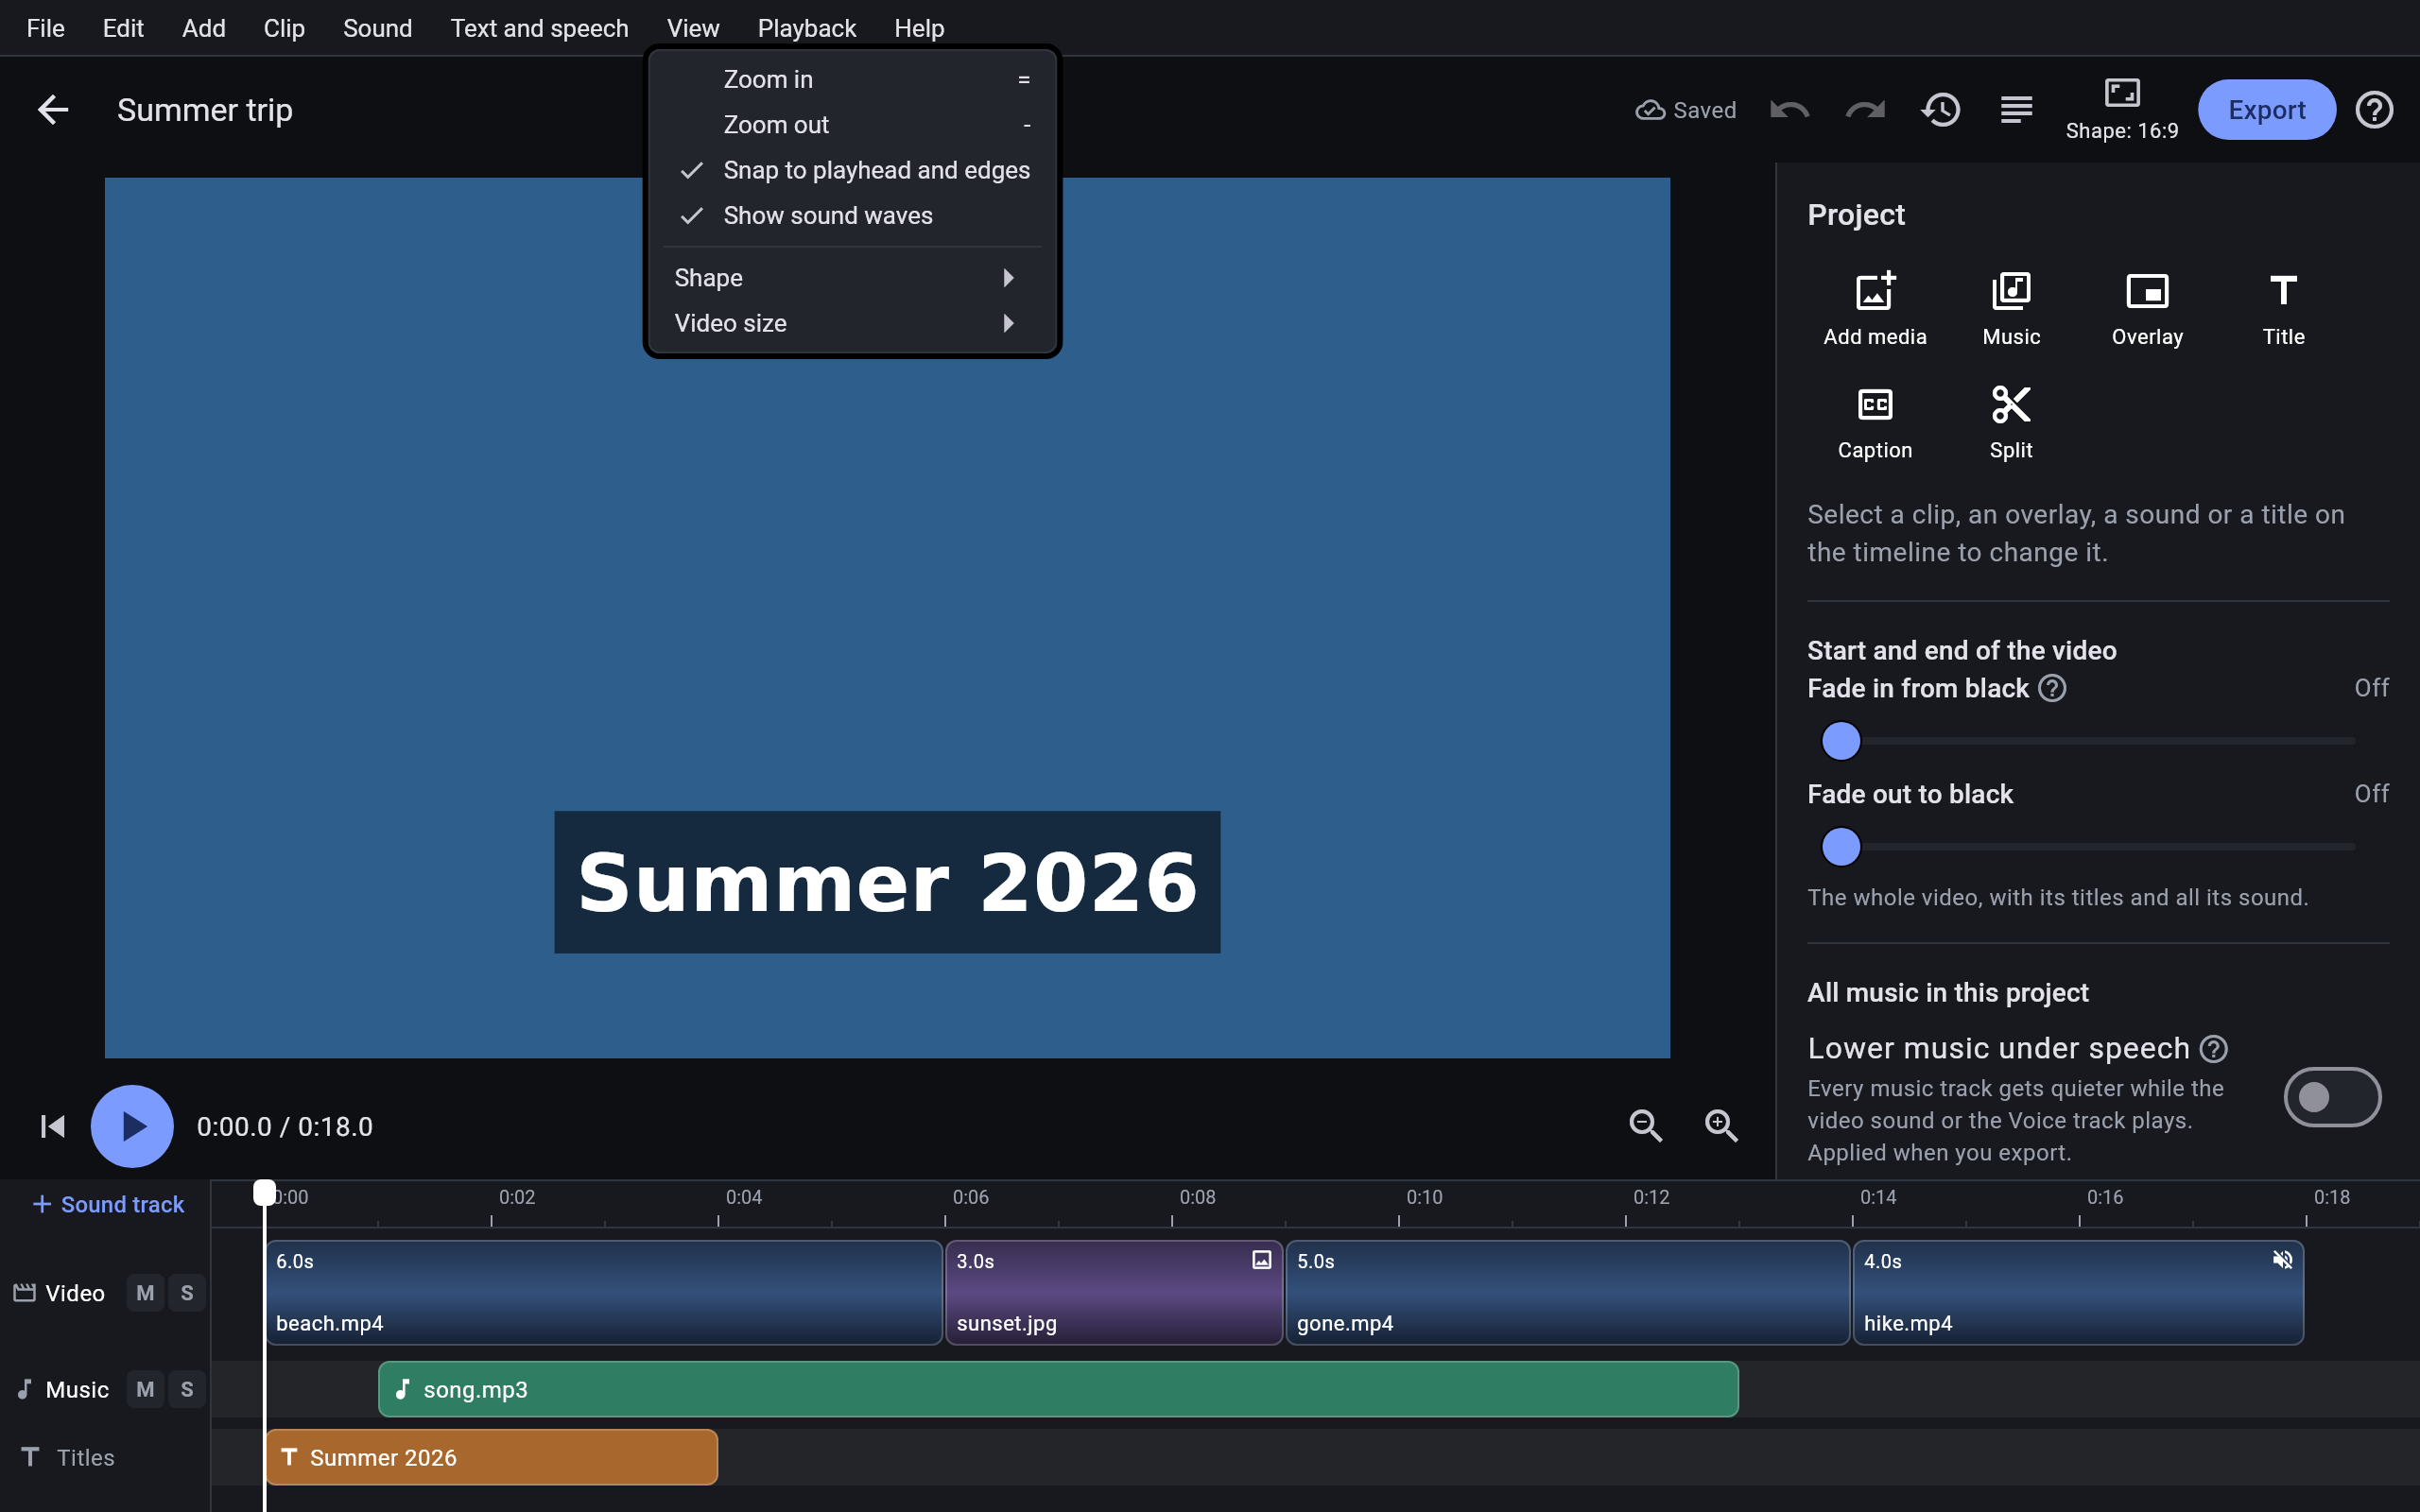 File Edit Add Clip Sound Text and speech View Playback Help
Summer trip
Saved
Shape: 16:9
Export
Zoom in =
Zoom out -
Snap to playhead and edges
Show sound waves
Shape
Video size
Summer 2026
Project
Add media Music Overlay Title
Caption Split
Select a clip, an overlay, a sound or a title on
the timeline to change it.
Start and end of the video
Fade in from black Off
Fade out to black Off
The whole video, with its titles and all its sound.
All music in this project
Lower music under speech
Every music track gets quieter while the
video sound or the Voice track plays.
Applied when you export.
0:00.0 / 0:18.0
+ Sound track
0:00 0:02 0:04 0:06 0:08 0:10 0:12 0:14 0:16 0:18
Video M S
6.0s 3.0s 5.0s 4.0s
beach.mp4 sunset.jpg gone.mp4 hike.mp4
Music M S
song.mp3
Titles
Summer 2026